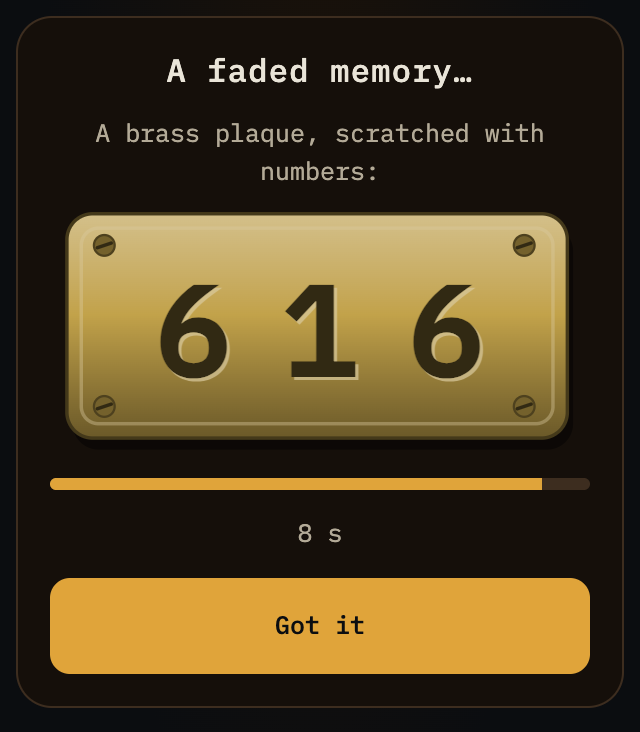 A faded memory…
A brass plaque, scratched with
numbers:
616
8 s
Got it